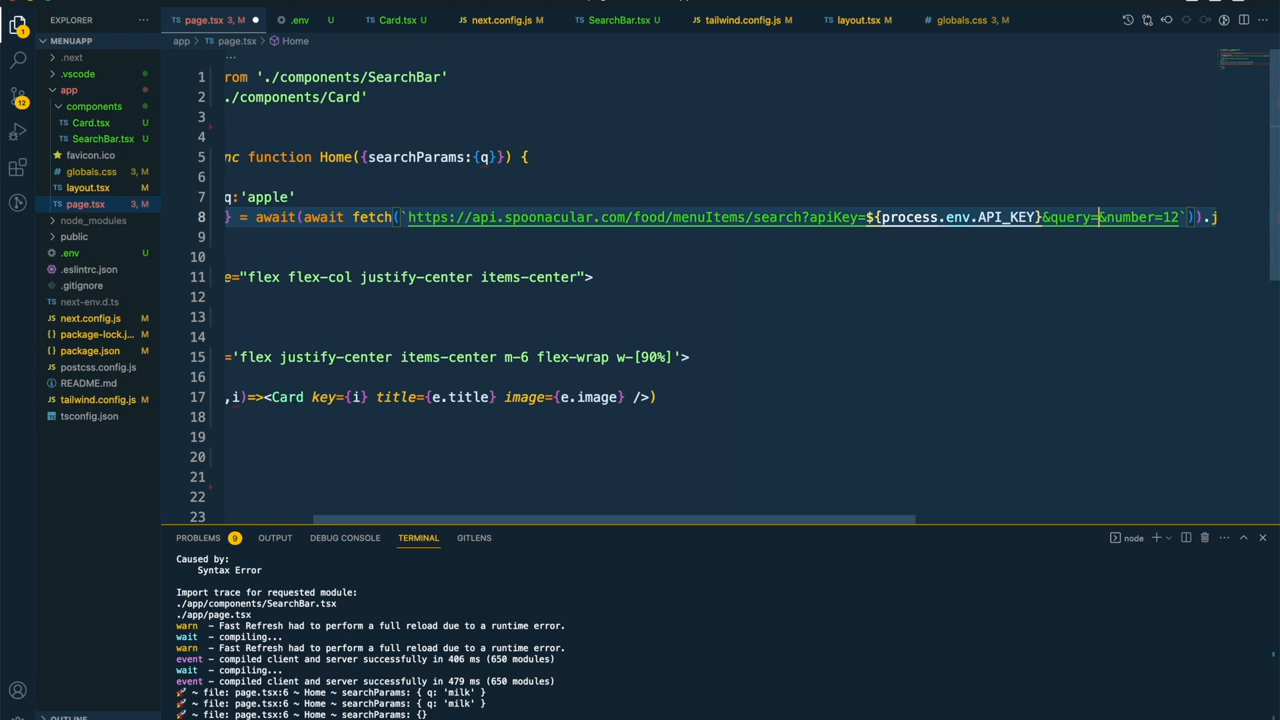 EXPLORER
···
page.tsx 3, M
.env
Card.tsx U
next.config.js M
SearchBar.tsx U
tailwind.config.js M
layout.tsx M
globals.css 3, M
MENUAPP
app > page.tsx > Home
.next
.vscode
app
components
Card.tsx U
SearchBar.tsx U
favicon.ico
globals.css 3, M
layout.tsx M
page.tsx 3, M
node_modules
public
.env U
.eslintrc.json
.gitignore
next-env.d.ts
next.config.js M
package-lock.j... M
package.json M
postcss.config.js
README.md
tailwind.config.js M
tsconfig.json
OUTLINE
1
12
···
1 rom './components/SearchBar'
2 ./components/Card'
3
4
5 nc function Home({searchParams:{q}}) {
6
7 q:'apple'
8 } = await(await fetch(`https://api.spoonacular.com/food/menuItems/search?apiKey=${process.env.API_KEY}&query=&number=12`)).j
9
10
11 e="flex flex-col justify-center items-center">
12
13
14
15 ='flex justify-center items-center m-6 flex-wrap w-[90%]'>
16
17 ,i)=><Card key={i} title={e.title} image={e.image} />)
18
19
20
21
22
23
PROBLEMS 9 OUTPUT DEBUG CONSOLE TERMINAL GITLENS
node
Caused by:
Syntax Error
Import trace for requested module:
./app/components/SearchBar.tsx
./app/page.tsx
warn - Fast Refresh had to perform a full reload due to a runtime error.
wait - compiling...
warn - Fast Refresh had to perform a full reload due to a runtime error.
event - compiled client and server successfully in 406 ms (650 modules)
wait - compiling...
event - compiled client and server successfully in 479 ms (650 modules)
🚀 ~ file: page.tsx:6 ~ Home ~ searchParams: { q: 'milk' }
🚀 ~ file: page.tsx:6 ~ Home ~ searchParams: { q: 'milk' }
🚀 ~ file: page.tsx:6 ~ Home ~ searchParams: {}